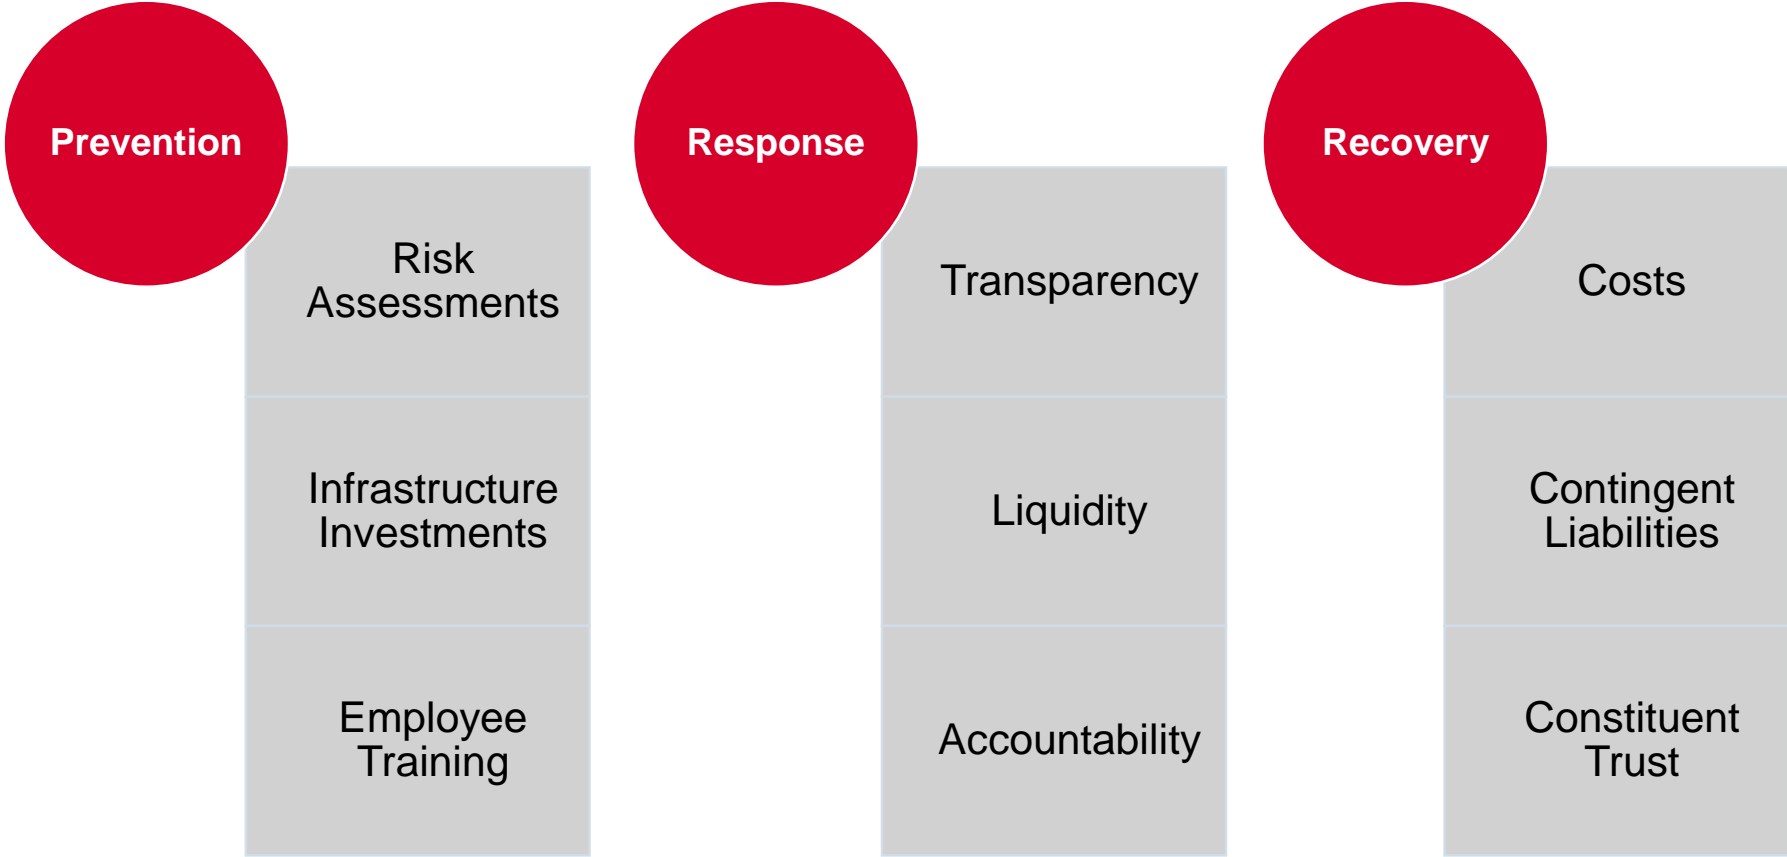 Prevention
Risk
Assessments
Infrastructure
Investments
Employee
Training
Response
Transparency
Liquidity
Accountability
Recovery
Costs
Contingent
Liabilities
Constituent
Trust